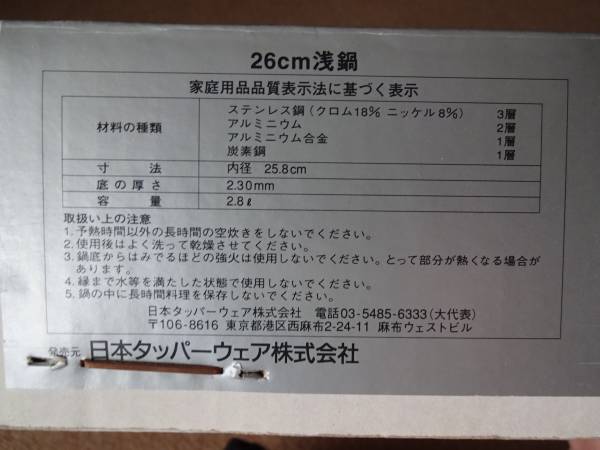 26cm浅鍋
家庭用品品質表示法に基づく表示
材料の種類
ステンレス鋼(クロム18% ニッケル8%) 3層
アルミニウム 2層
アルミニウム合金 1層
炭素鋼 1層
寸法 内径 25.8cm
底の厚さ 2.30mm
容量 2.8ℓ
取扱い上の注意
1. 予熱時間以外の長時間の空炊きをしないでください。
2. 使用後はよく洗って乾燥させてください。
3. 鍋底からはみでるほどの強火は使用しないでください。とって部分が熱くなる場合が
あります。
4. 縁まで水等を満たした状態で使用しないでください。
5. 鍋の中に長時間料理を保存しないでください。
日本タッパーウェア株式会社 電話03-5485-6333(大代表)
〒106-8616 東京都港区西麻布2-24-11 麻布ウェストビル
発売元 日本タッパーウェア株式会社